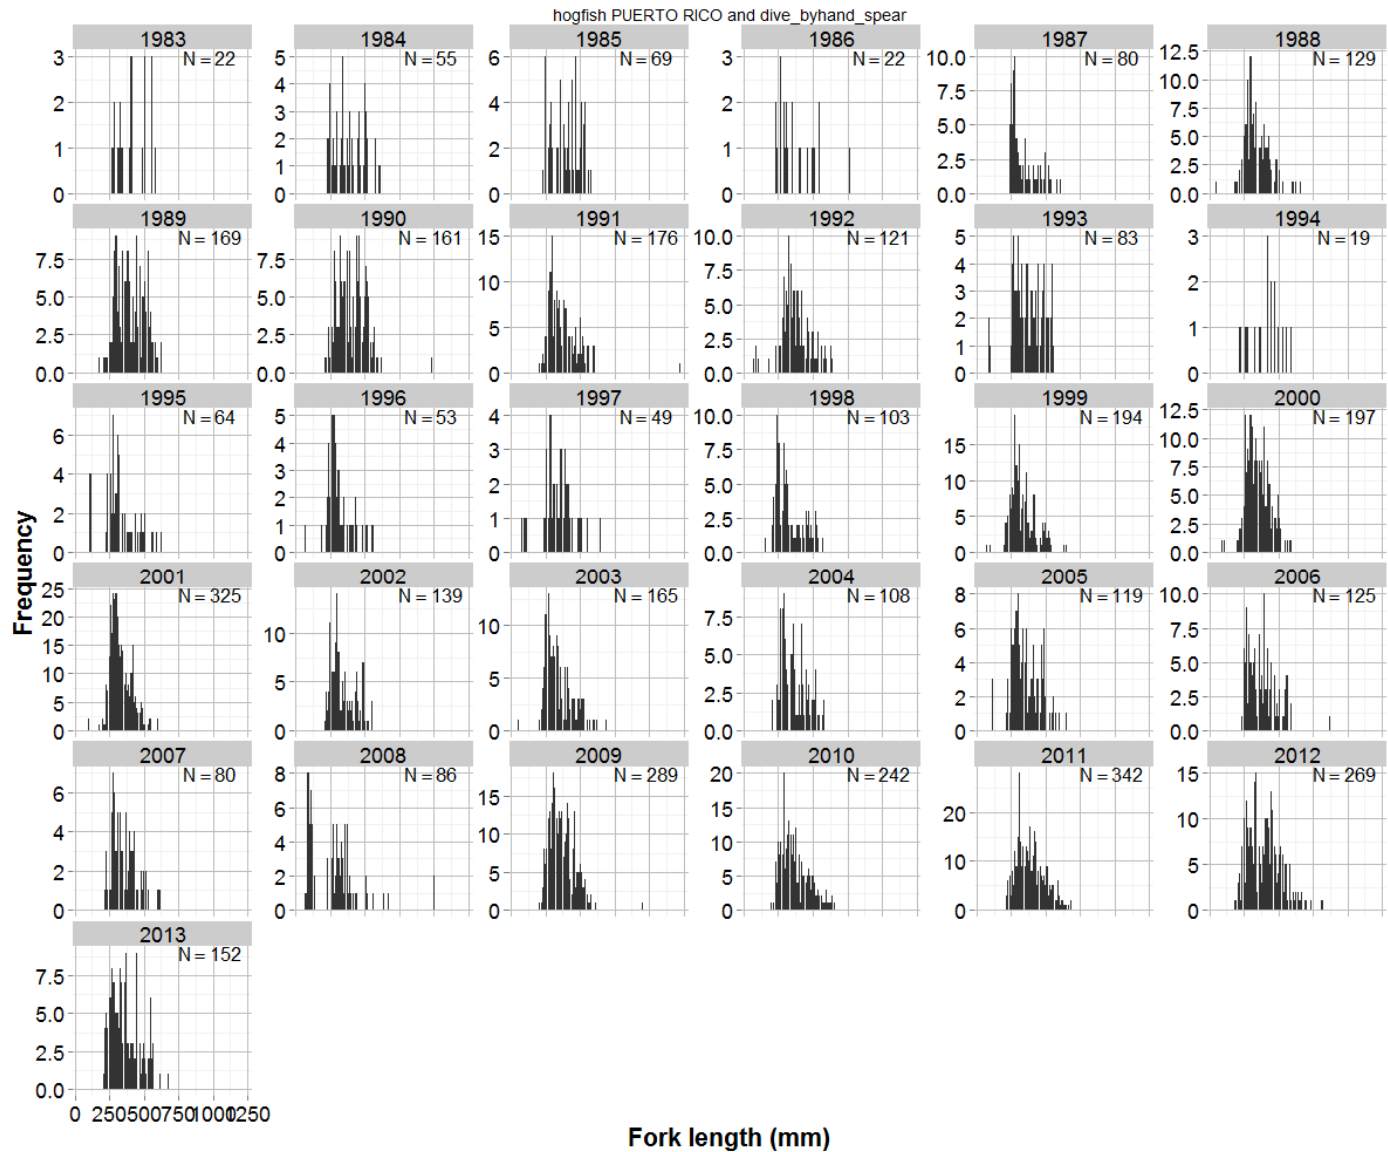 hogfish PUERTO RICO and dive_byhand_spear
1983 1984 1985 1986 1987 1988
N = 22 N = 55 N = 69 N = 22 N = 80 N = 129
3 2 1 0
5 4 3 2 1 0
6 4 2 0
3 2 1 0
10.0 7.5 5.0 2.5 0.0
12.5 10.0 7.5 5.0 2.5 0.0
1989 1990 1991 1992 1993 1994
N = 169 N = 161 N = 176 N = 121 N = 83 N = 19
7.5 5.0 2.5 0.0
7.5 5.0 2.5 0.0
15 10 5 0
10.0 7.5 5.0 2.5 0.0
5 4 3 2 1 0
3 2 1 0
1995 1996 1997 1998 1999 2000
N = 64 N = 53 N = 49 N = 103 N = 194 N = 197
6 4 2 0
5 4 3 2 1 0
4 3 2 1 0
10.0 7.5 5.0 2.5 0.0
15 10 5 0
12.5 10.0 7.5 5.0 2.5 0.0
Frequency
2001 2002 2003 2004 2005 2006
N = 325 N = 139 N = 165 N = 108 N = 119 N = 125
25 20 15 10 5 0
10 5 0
10 5 0
7.5 5.0 2.5 0.0
8 6 4 2 0
10.0 7.5 5.0 2.5 0.0
2007 2008 2009 2010 2011 2012
N = 80 N = 86 N = 289 N = 242 N = 342 N = 269
6 4 2 0
8 6 4 2 0
15 10 5 0
20 15 10 5 0
20 10 0
15 10 5 0
2013
N = 152
7.5 5.0 2.5 0.0
0 250 500 750 1000 1250
Fork length (mm)